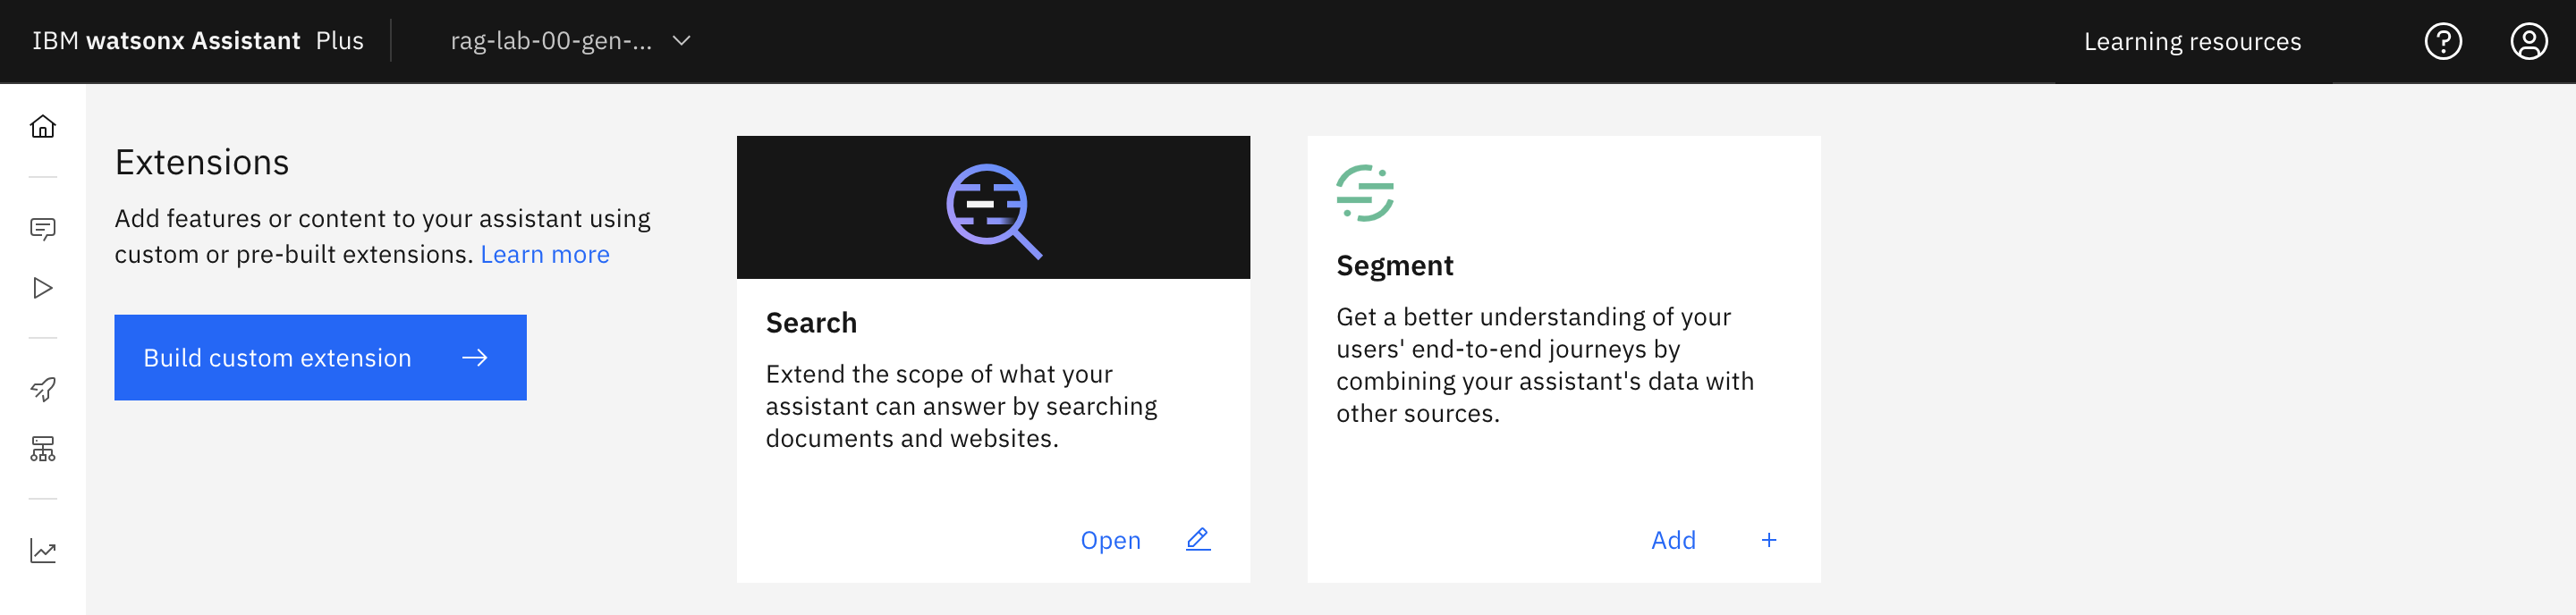 IBM watsonx Assistant Plus
rag-lab-00-gen-...
Learning resources
Extensions
Add features or content to your assistant using
custom or pre-built extensions. Learn more
Build custom extension
Search
Extend the scope of what your
assistant can answer by searching
documents and websites.
Open
Segment
Get a better understanding of your
users' end-to-end journeys by
combining your assistant's data with
other sources.
Add +